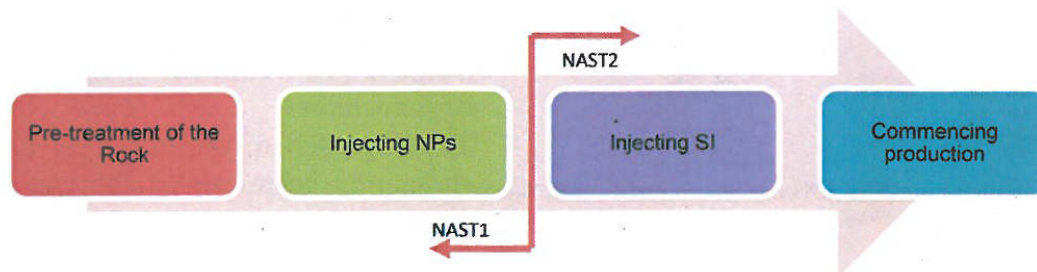 NAST2
Pre-treatment of the
Rock
Injecting NPs
Injecting SI
Commencing
production
NAST1